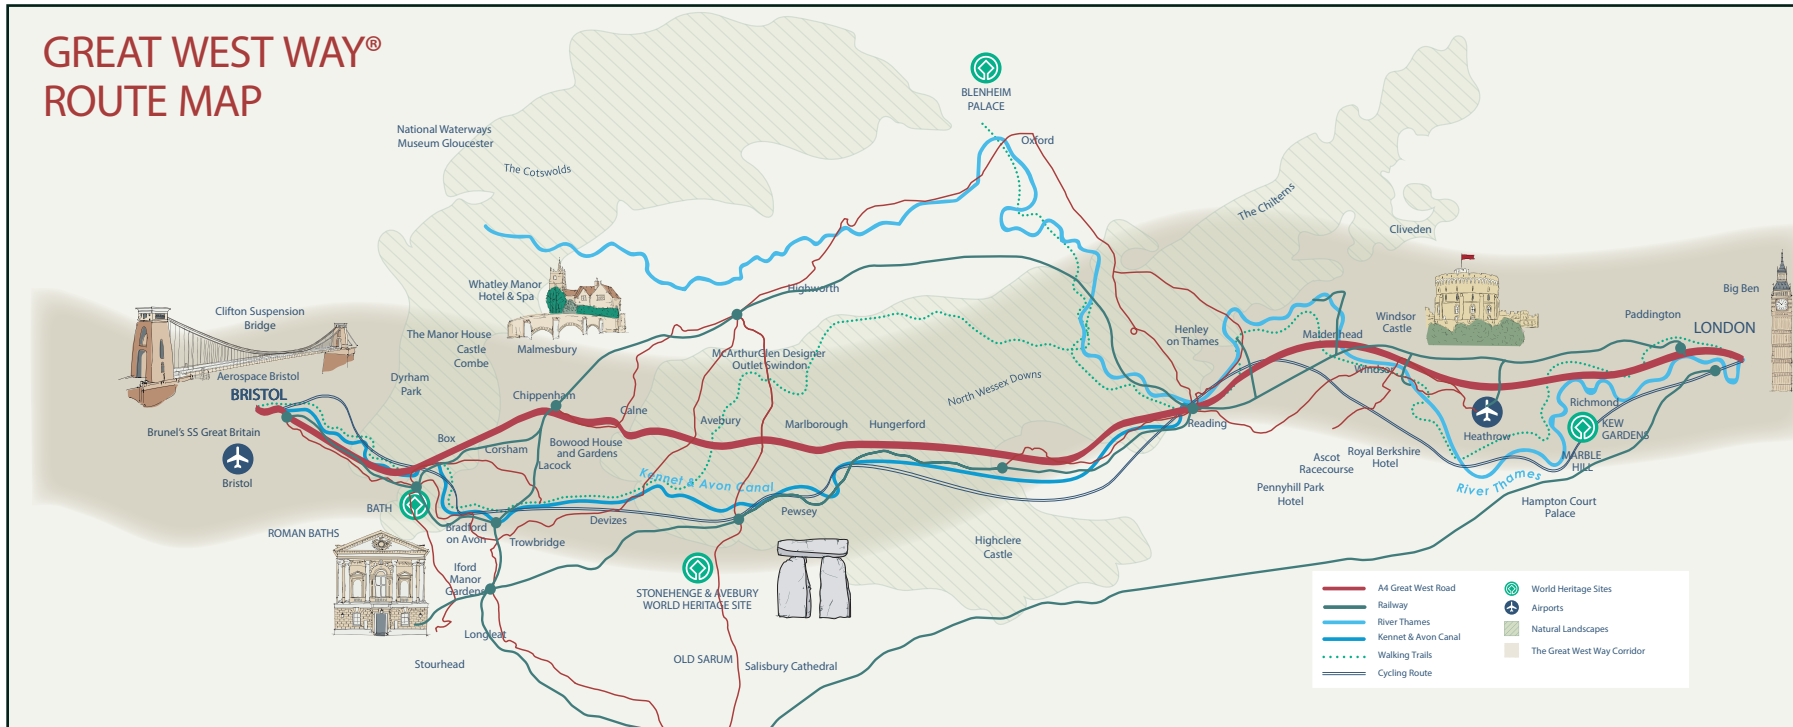 GREAT WEST WAY®
ROUTE MAP
BLENHEIM
PALACE
Oxford
National Waterways
Museum Gloucester
The Cotswolds
The Chilterns
Cliveden
Whatley Manor
Hotel & Spa
Highworth
Clifton Suspension
Bridge
The Manor House
Castle
Combe
Malmesbury
McArthurGlen Designer
Outlet Swindon
Henley
on Thames
Maidenhead
Windsor
Castle
Paddington
Big Ben
LONDON
Aerospace Bristol
BRISTOL
Dyrham
Park
Chippenham
North Wessex Downs
Windsor
Brunel's SS Great Britain
Bristol
Box
Corsham
Calne
Bowood House
and Gardens
Lacock
Avebury
Marlborough
Hungerford
Reading
Heathrow
Richmond
KEW
GARDENS
MARBLE
HILL
Ascot
Racecourse
Royal Berkshire
Hotel
Pennyhill Park
Hotel
River Thames
Hampton Court
Palace
Kennet & Avon Canal
BATH
ROMAN BATHS
Bradford
on Avon
Trowbridge
Devizes
Pewsey
Highclere
Castle
Iford
Manor
Gardens
STONEHENGE & AVEBURY
WORLD HERITAGE SITE
Longleat
Stourhead
OLD SARUM
Salisbury Cathedral
A4 Great West Road
Railway
River Thames
Kennet & Avon Canal
Walking Trails
Cycling Route
World Heritage Sites
Airports
Natural Landscapes
The Great West Way Corridor